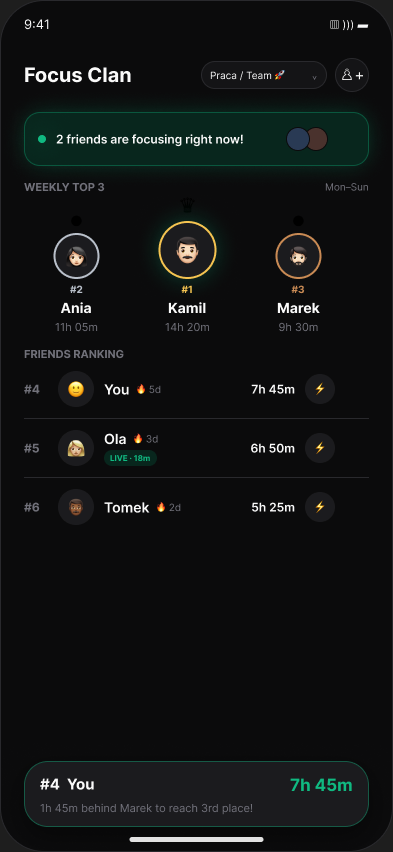 9:41
Focus Clan
Praca / Team 🚀
2 friends are focusing right now!
WEEKLY TOP 3
Mon–Sun
#2
#1
#3
Ania
Kamil
Marek
11h 05m
14h 20m
9h 30m
FRIENDS RANKING
#4 You 🔥 5d 7h 45m
#5 Ola 🔥 3d 6h 50m
LIVE · 18m
#6 Tomek 🔥 2d 5h 25m
#4 You 7h 45m
1h 45m behind Marek to reach 3rd place!